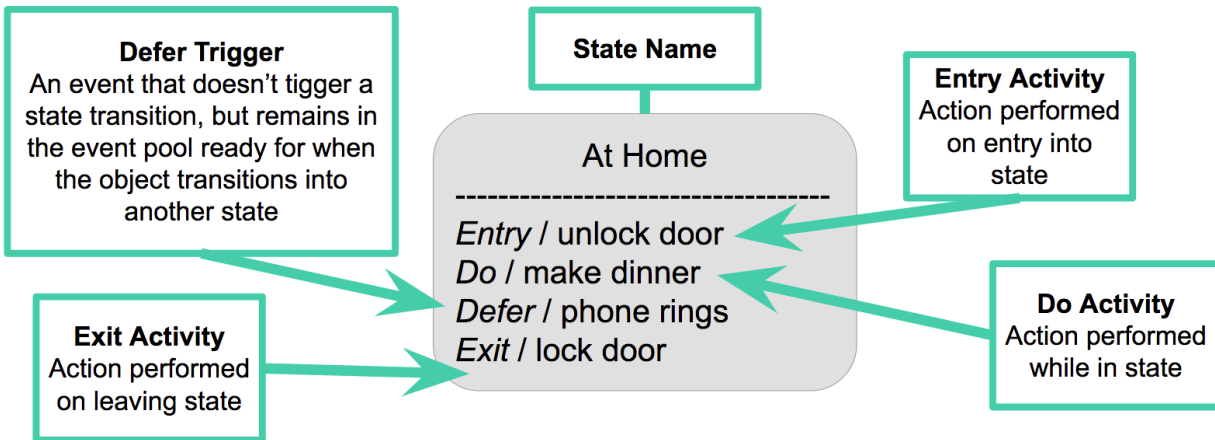 Defer Trigger
An event that doesn't tigger a
state transition, but remains in
the event pool ready for when
the object transitions into
another state
State Name
Entry Activity
Action performed
on entry into
state
At Home
-----------------------------------
Entry / unlock door
Do / make dinner
Defer / phone rings
Exit / lock door
Exit Activity
Action performed
on leaving state
Do Activity
Action performed
while in state